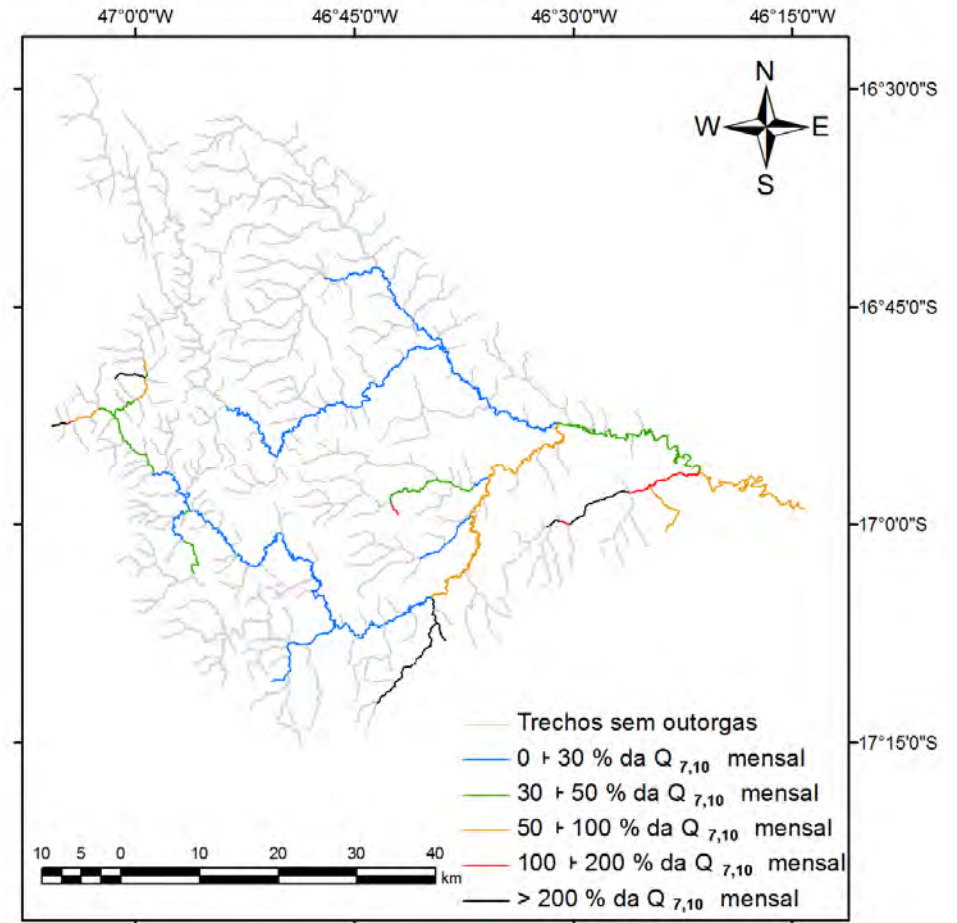 47°0'0"W 46°45'0"W 46°30'0"W 46°15'0"W
N
W E
S
16°30'0"S
16°45'0"S
17°0'0"S
17°15'0"S
Trechos sem outorgas
0 ⊦ 30 % da Q 7,10 mensal
30 ⊦ 50 % da Q 7,10 mensal
50 ⊦ 100 % da Q 7,10 mensal
100 ⊦ 200 % da Q 7,10 mensal
> 200 % da Q 7,10 mensal
10 5 0 10 20 30 40
km